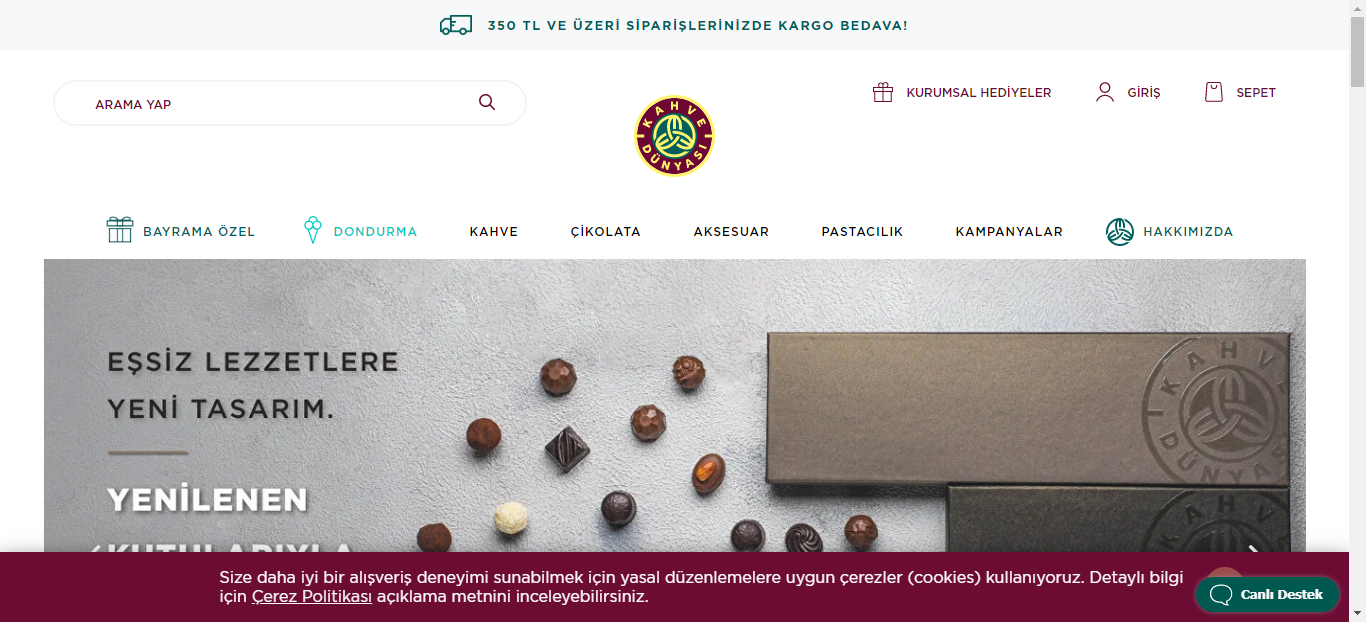 350 TL VE ÜZERİ SİPARİŞLERİNİZDE KARGO BEDAVA!
ARAMA YAP
KAHVE DÜNYASI
KURUMSAL HEDİYELER
GİRİŞ
SEPET
BAYRAMA ÖZEL
DONDURMA
KAHVE
ÇİKOLATA
AKSESUAR
PASTACILIK
KAMPANYALAR
HAKKIMIZDA
EŞSİZ LEZZETLERE
YENİ TASARIM.
YENİLENEN
KUTULARIYLA
KAHVE DÜNYAS
KAHVE
Size daha iyi bir alışveriş deneyimi sunabilmek için yasal düzenlemelere uygun çerezler (cookies) kullanıyoruz. Detaylı bilgi
için Çerez Politikası açıklama metnini inceleyebilirsiniz.
Canlı Destek